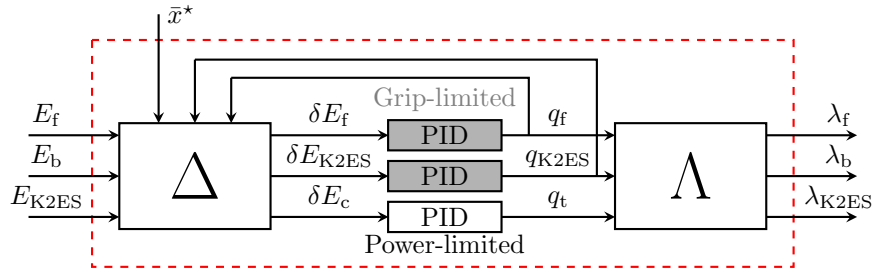 x̄⋆
Grip-limited
E_f δE_f PID q_f λ_f
E_b Δ δE_K2ES PID q_K2ES Λ λ_b
E_K2ES δE_c PID q_t λ_K2ES
Power-limited